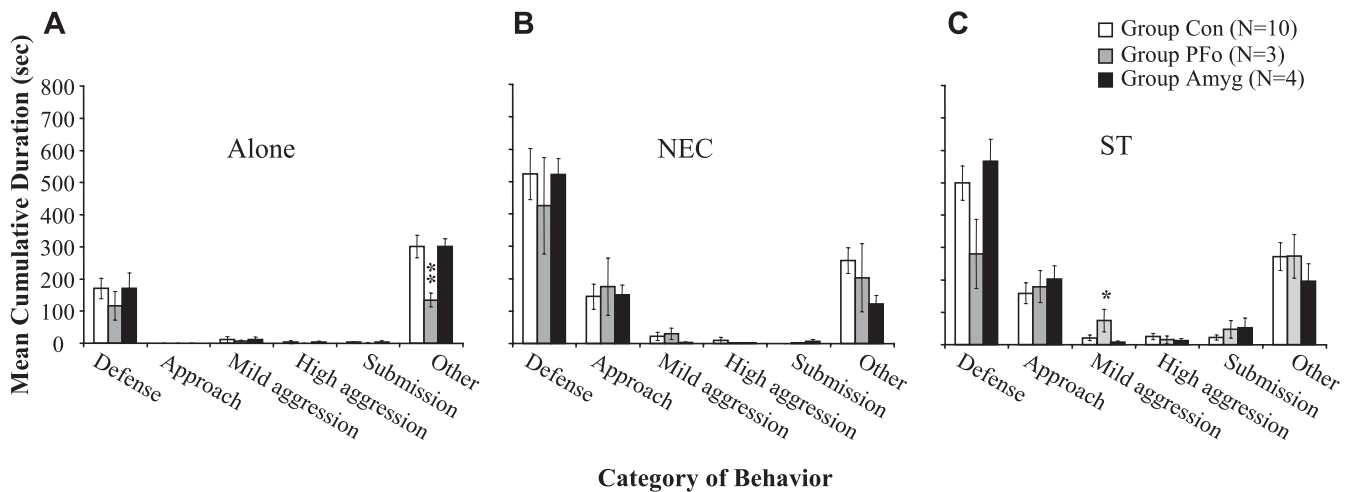 A
B
C
Group Con (N=10)
Group PFo (N=3)
Group Amyg (N=4)
Mean Cumulative Duration (sec)
800
700
600
500
400
300
200
100
0
Alone
NEC
ST
**
*
Defense
Approach
Mild aggression
High aggression
Submission
Other
Defense
Approach
Mild aggression
High aggression
Submission
Other
Defense
Approach
Mild aggression
High aggression
Submission
Other
Category of Behavior